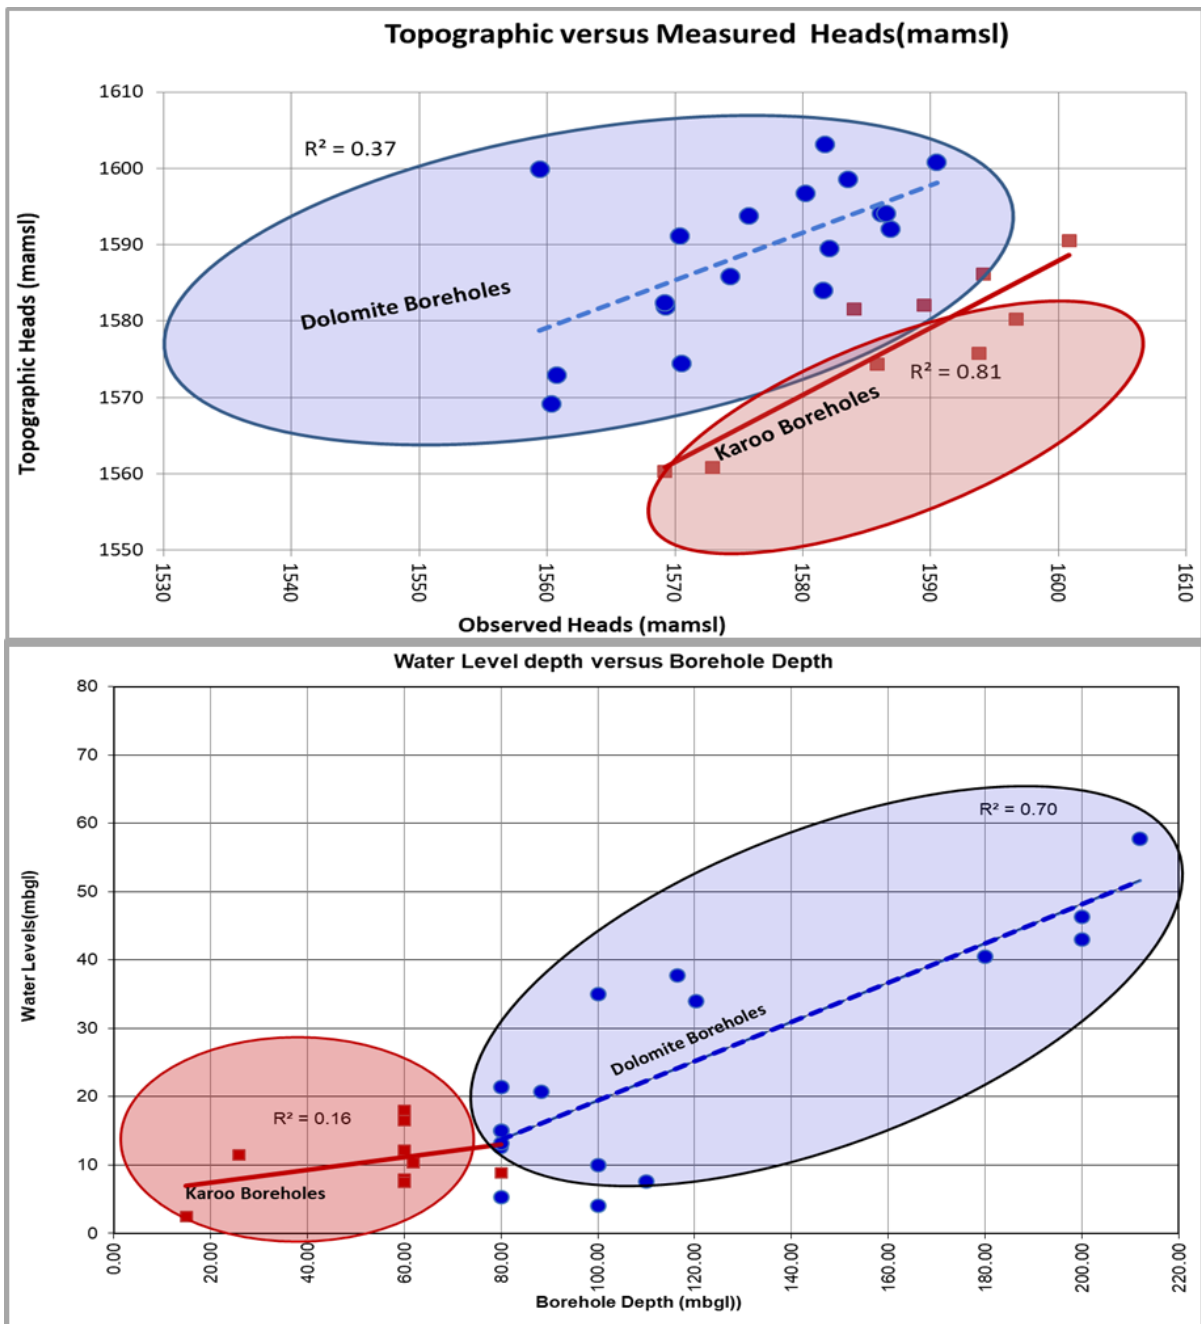 Topographic versus Measured  Heads(mamsl)
1610
1600
1590
1580
1570
1560
1550
Topographic Heads (mamsl)
R² = 0.37
Dolomite Boreholes
R² = 0.81
Karoo Boreholes
1530
1540
1550
1560
1570
1580
1590
1600
1610
Observed Heads (mamsl)
Water Level depth versus Borehole Depth
80
70
60
50
40
30
20
10
0
Water Levels(mbgl)
R² = 0.70
Dolomite Boreholes
R² = 0.16
Karoo Boreholes
0.00
20.00
40.00
60.00
80.00
100.00
120.00
140.00
160.00
180.00
200.00
220.00
Borehole Depth (mbgl))